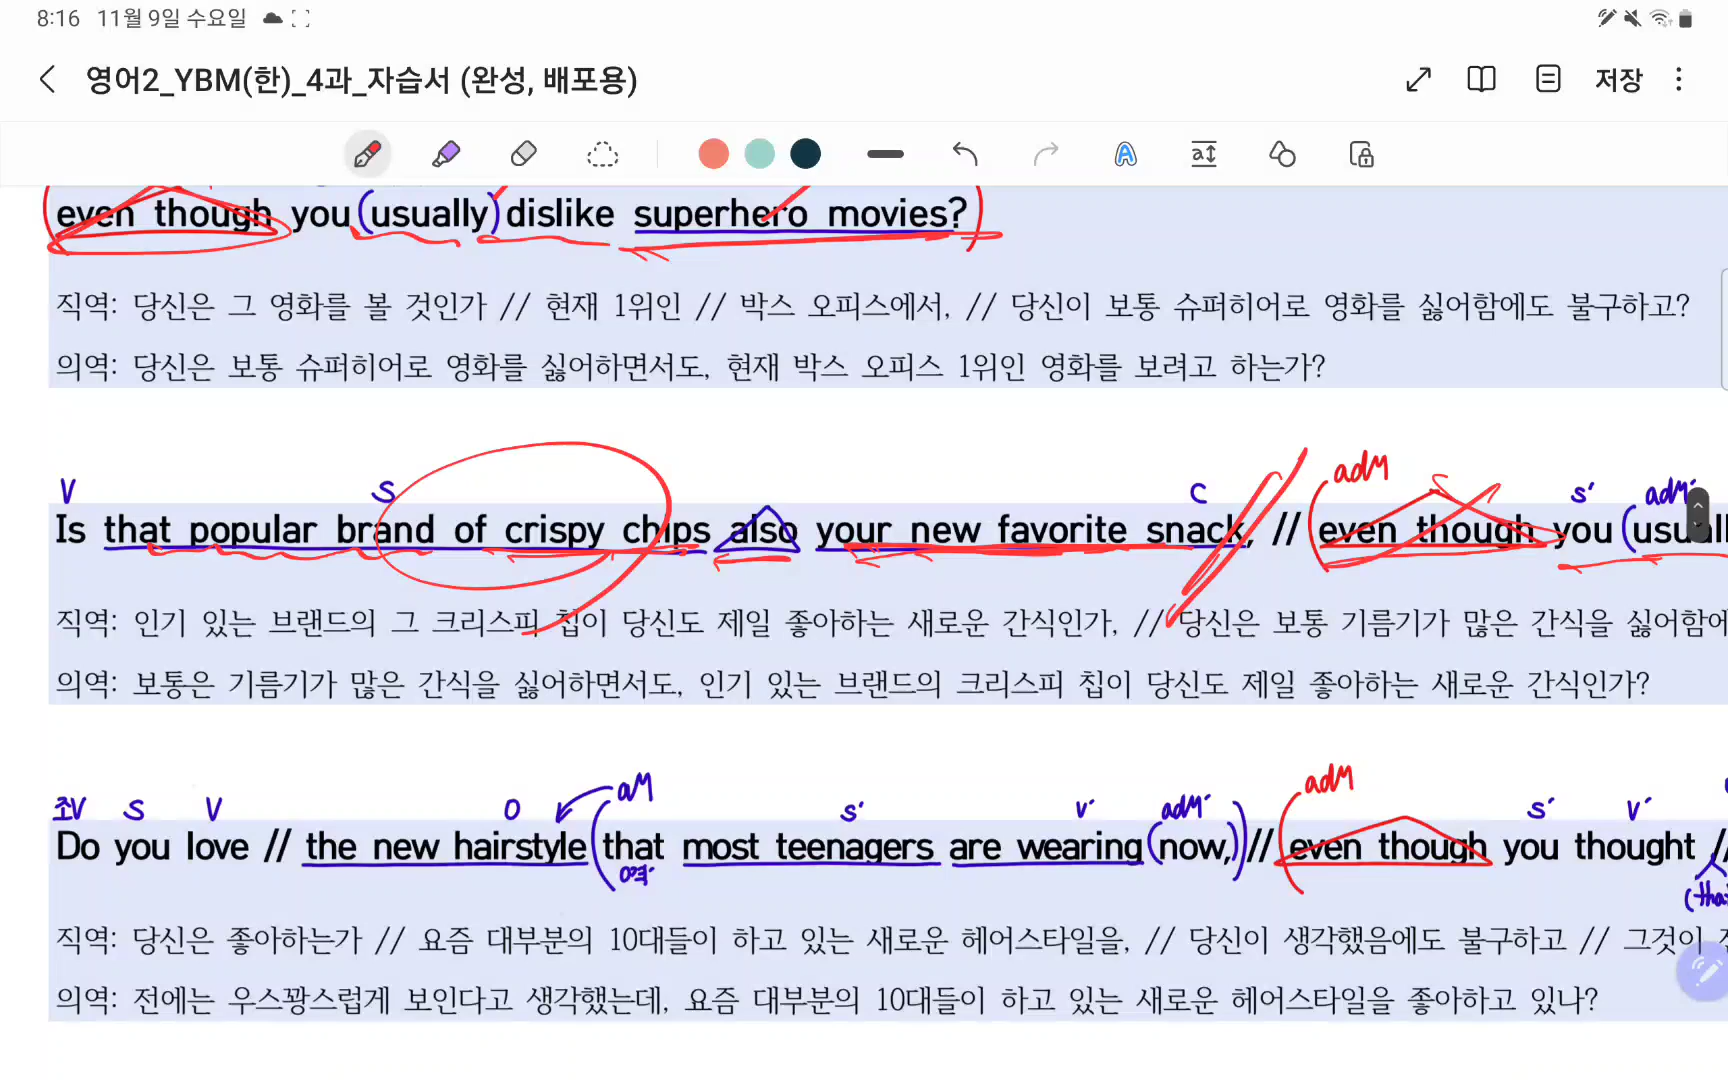 8:16 11월 9일 수요일
영어2_YBM(한)_4과_자습서 (완성, 배포용)
저장
even though you (usually) dislike superhero movies?)
직역: 당신은 그 영화를 볼 것인가 // 현재 1위인 // 박스 오피스에서, // 당신이 보통 슈퍼히어로 영화를 싫어함에도 불구하고?
의역: 당신은 보통 슈퍼히어로 영화를 싫어하면서도, 현재 박스 오피스 1위인 영화를 보려고 하는가?
V S C adM S' adM'
Is that popular brand of crispy chips also your new favorite snack, // (even though you (usuall
직역: 인기 있는 브랜드의 그 크리스피 칩이 당신도 제일 좋아하는 새로운 간식인가, // 당신은 보통 기름기가 많은 간식을 싫어함에
의역: 보통은 기름기가 많은 간식을 싫어하면서도, 인기 있는 브랜드의 크리스피 칩이 당신도 제일 좋아하는 새로운 간식인가?
조V S V O aM S' V' adM' adM S' V'
Do you love // the new hairstyle (that most teenagers are wearing (now,)) // (even though you thought //
목적 (tha
직역: 당신은 좋아하는가 // 요즘 대부분의 10대들이 하고 있는 새로운 헤어스타일을, // 당신이 생각했음에도 불구하고 // 그것이
의역: 전에는 우스꽝스럽게 보인다고 생각했는데, 요즘 대부분의 10대들이 하고 있는 새로운 헤어스타일을 좋아하고 있나?